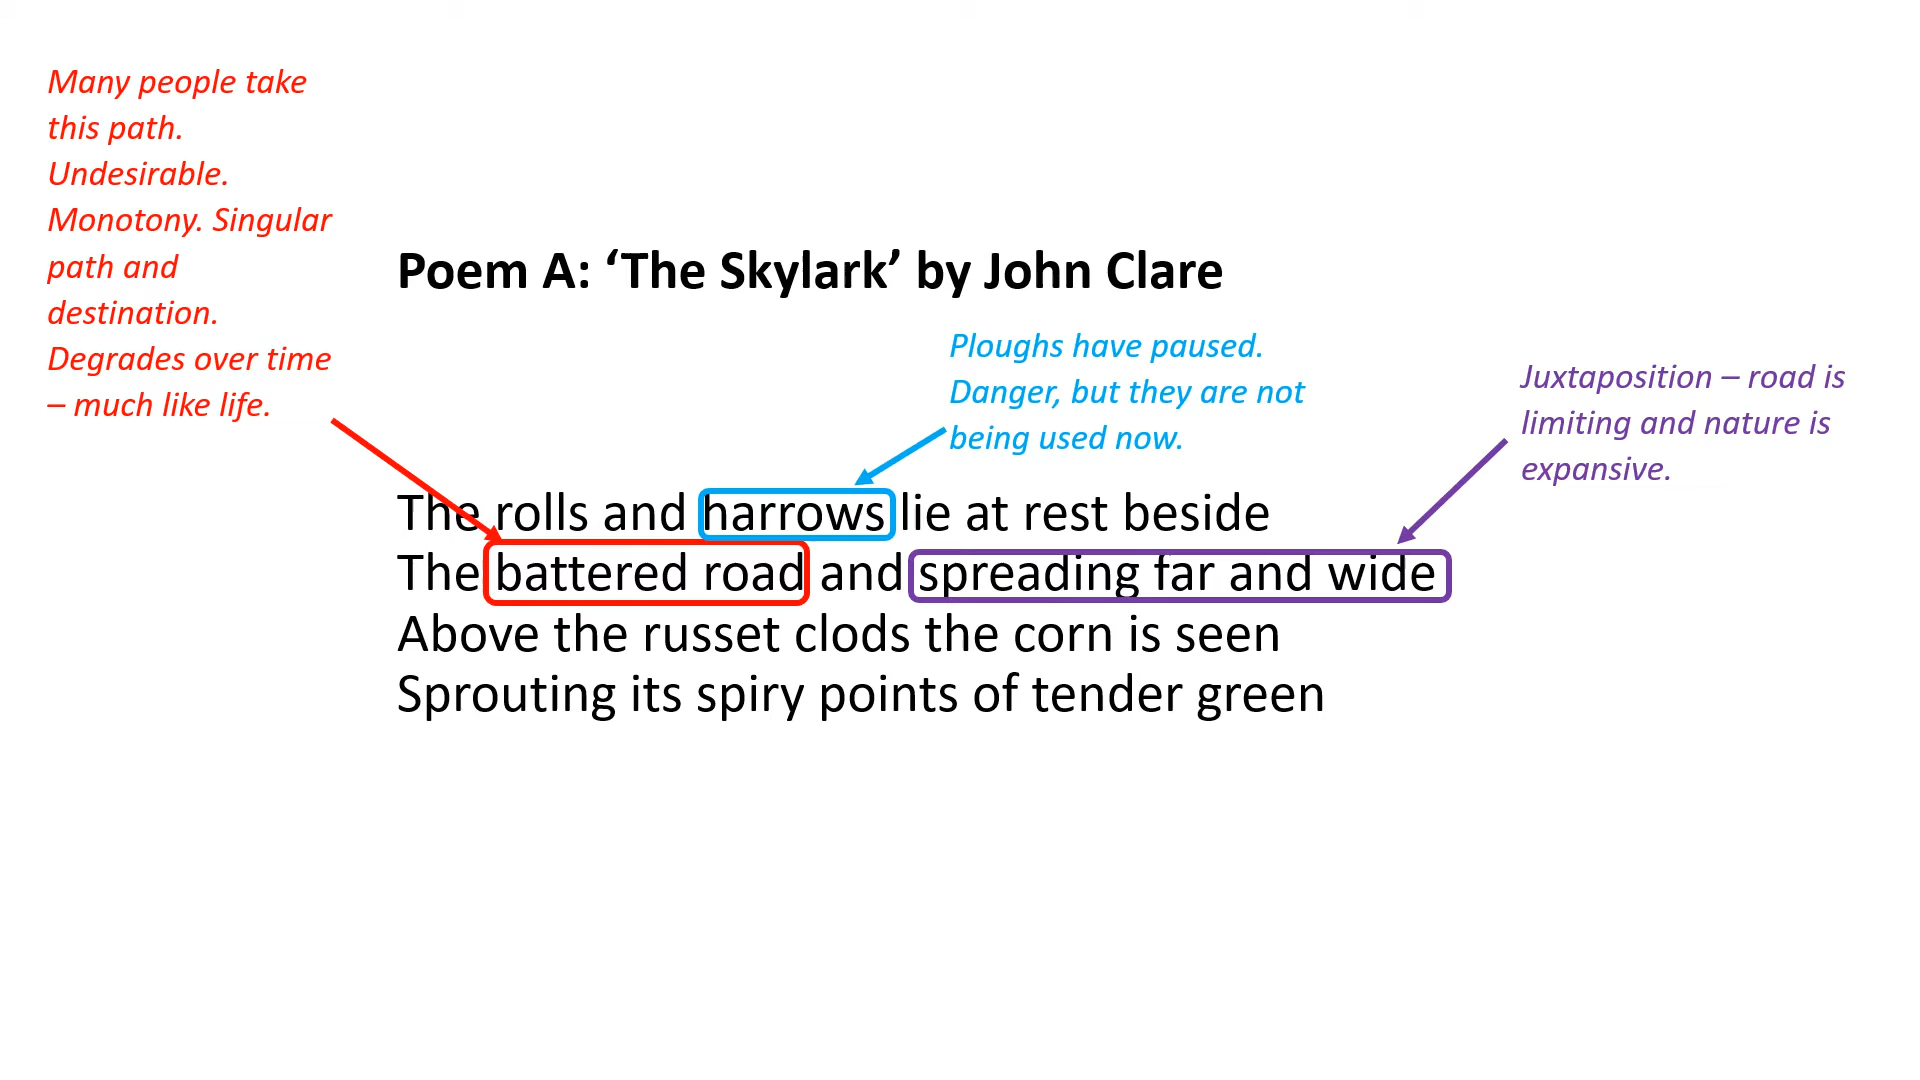 Many people take
this path.
Undesirable.
Monotony. Singular
path and
destination.
Degrades over time
– much like life.
Poem A: ‘The Skylark’ by John Clare
Ploughs have paused.
Danger, but they are not
being used now.
Juxtaposition – road is
limiting and nature is
expansive.
The rolls and harrows lie at rest beside
The battered road and spreading far and wide
Above the russet clods the corn is seen
Sprouting its spiry points of tender green